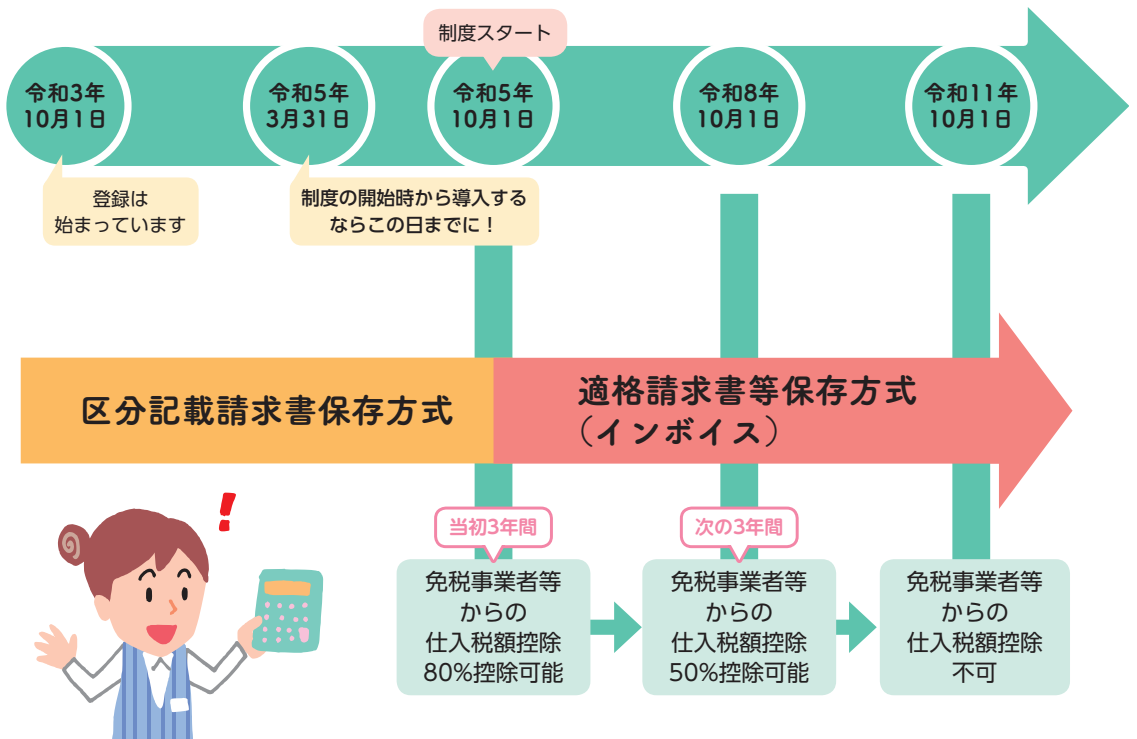 制度スタート
令和3年
10月1日
令和5年
3月31日
令和5年
10月1日
令和8年
10月1日
令和11年
10月1日
登録は
始まっています
制度の開始時から導入する
ならこの日までに！
区分記載請求書保存方式
適格請求書等保存方式
（インボイス）
!
当初3年間
免税事業者等
からの
仕入税額控除
80%控除可能
次の3年間
免税事業者等
からの
仕入税額控除
50%控除可能
免税事業者等
からの
仕入税額控除
不可